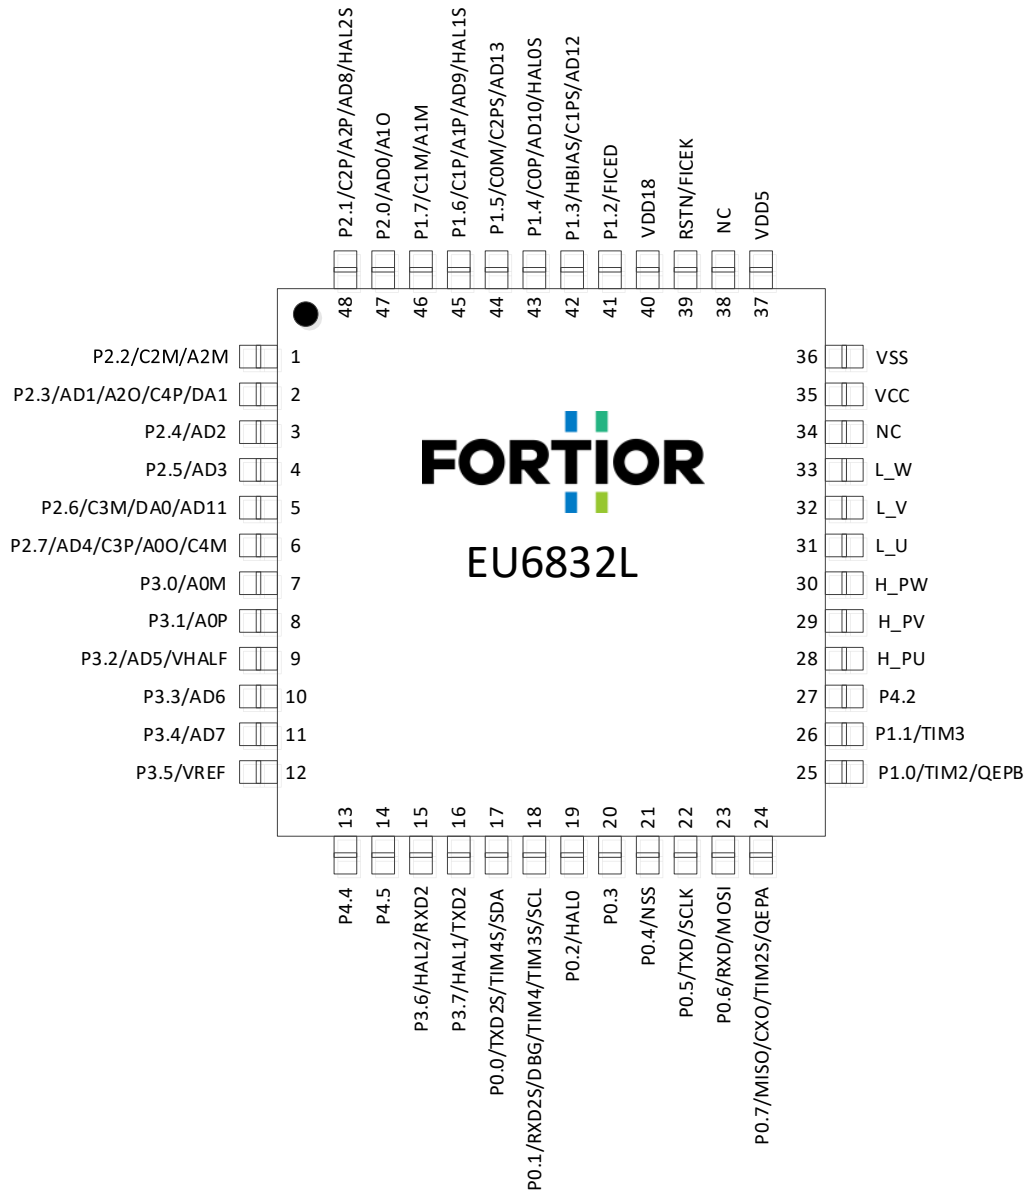 P2.1/C2P/A2P/AD8/HAL2S
P2.0/AD0/A1O
P1.7/C1M/A1M
P1.6/C1P/A1P/AD9/HAL1S
P1.5/C0M/C2PS/AD13
P1.4/C0P/AD10/HAL0S
P1.3/HBIAS/C1PS/AD12
P1.2/FICED
VDD18
RSTN/FICEK
NC
VDD5
48
47
46
45
44
43
42
41
40
39
38
37
P2.2/C2M/A2M 1
P2.3/AD1/A2O/C4P/DA1 2
P2.4/AD2 3
P2.5/AD3 4
P2.6/C3M/DA0/AD11 5
P2.7/AD4/C3P/A0O/C4M 6
P3.0/A0M 7
P3.1/A0P 8
P3.2/AD5/VHALF 9
P3.3/AD6 10
P3.4/AD7 11
P3.5/VREF 12
FORTIOR
EU6832L
36 VSS
35 VCC
34 NC
33 L_W
32 L_V
31 L_U
30 H_PW
29 H_PV
28 H_PU
27 P4.2
26 P1.1/TIM3
25 P1.0/TIM2/QEPB
13
14
15
16
17
18
19
20
21
22
23
24
P4.4
P4.5
P3.6/HAL2/RXD2
P3.7/HAL1/TXD2
P0.0/TXD2S/TIM4S/SDA
P0.1/RXD2S/DBG/TIM4/TIM3S/SCL
P0.2/HAL0
P0.3
P0.4/NSS
P0.5/TXD/SCLK
P0.6/RXD/MOSI
P0.7/MISO/CXO/TIM2S/QEPA